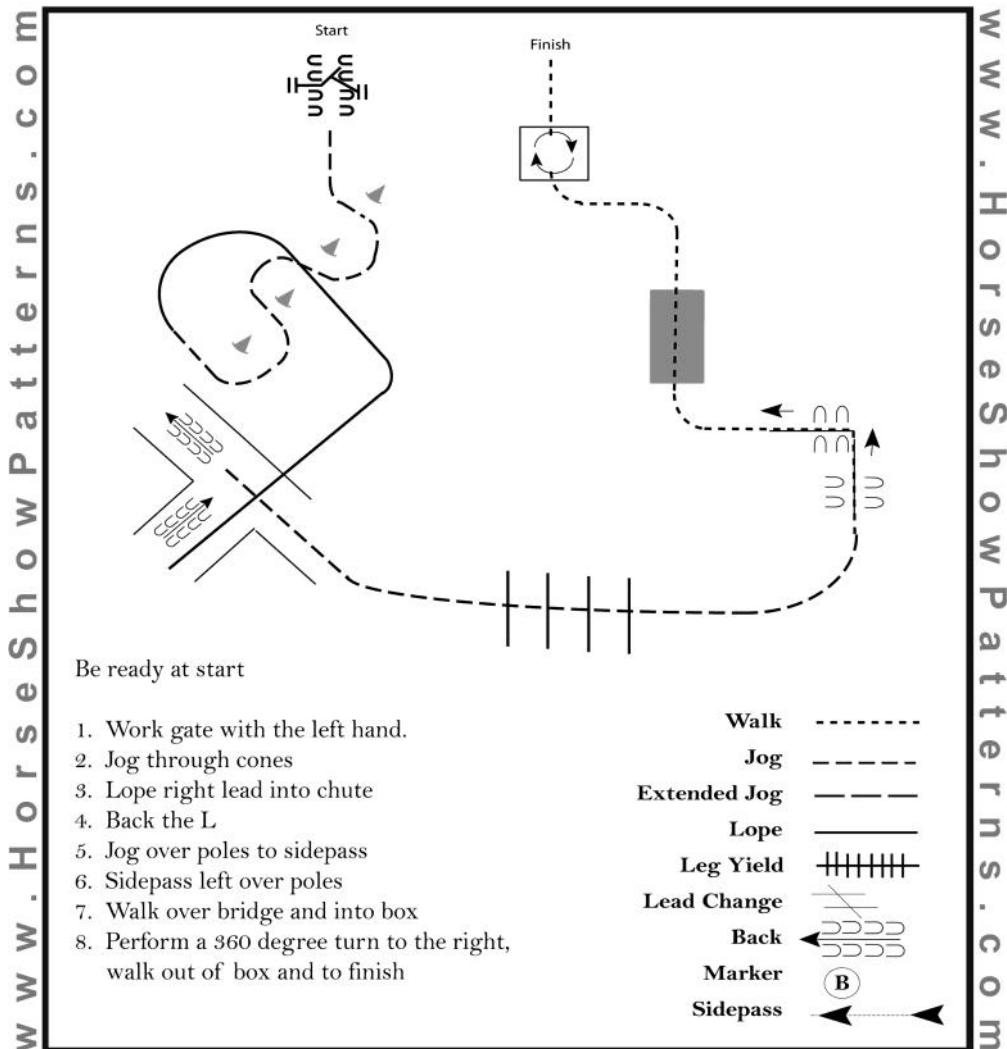 www.HorseShowPatterns.com
Start
Finish
Be ready at start
1. Work gate with the left hand.
2. Jog through cones
3. Lope right lead into chute
4. Back the L
5. Jog over poles to sidepass
6. Sidepass left over poles
7. Walk over bridge and into box
8. Perform a 360 degree turn to the right,
walk out of box and to finish
Walk
Jog
Extended Jog
Lope
Leg Yield
Lead Change
Back
Marker
B
Sidepass
www.HorseShowPatterns.com